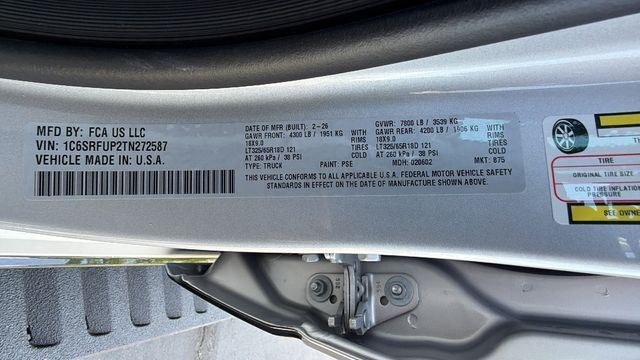 MFD BY: FCA US LLC
VIN: 1C6SRFUP2TN272587
VEHICLE MADE IN U.S.A.
DATE OF MFR (BUILT): 2-26
GAWR FRONT: 4300 LB / 1951 KG WITH
18X9.0 RIMS
LT325/65R18D 121 TIRES
AT 260 kPa/ 38 PSI COLD
TYPE: TRUCK
PAINT: PSE
GVWR: 7800 LB / 3539 KG
GAWR REAR: 4200 LB / 1906 KG WITH
18X9.0 RIMS
LT325/65R18D 121 TIRES
AT 260 kPa/ 38 PSI COLD
MDH: 020602
MKT: B75
THIS VEHICLE CONFORMS TO ALL APPLICABLE U.S.A. FEDERAL MOTOR VEHICLE SAFETY
STANDARDS IN EFFECT ON THE DATE OF MANUFACTURE SHOWN ABOVE.
TIRE
ORIGINAL TIRE SIZE
COLD TIRE INFLATION
PRESSURE
SEE OWNE